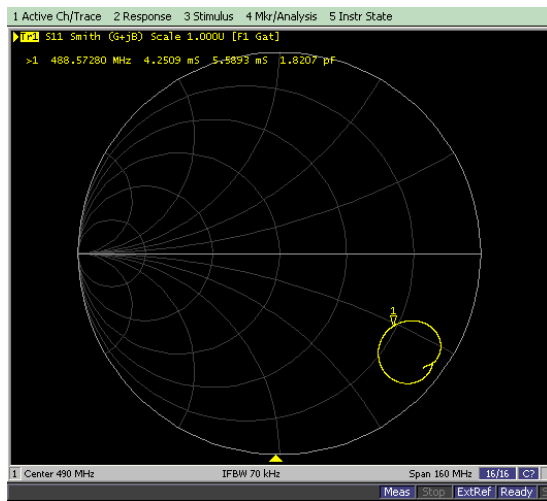 1 Active Ch/Trace 2 Response 3 Stimulus 4 Mkr/Analysis 5 Instr State
Tr1 S11 Smith (G+jB) Scale 1.000U [F1 Gat]
>1 488.57280 MHz 4.2509 mS 5.5893 mS 1.8207 pF
1
1 Center 490 MHz IFBW 70 kHz Span 160 MHz 16/16 C?
Meas Stop ExtRef Ready